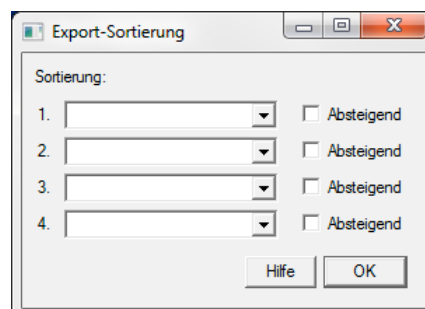 Export-Sortierung
Sortierung:
1. Absteigend
2. Absteigend
3. Absteigend
4. Absteigend
Hilfe OK